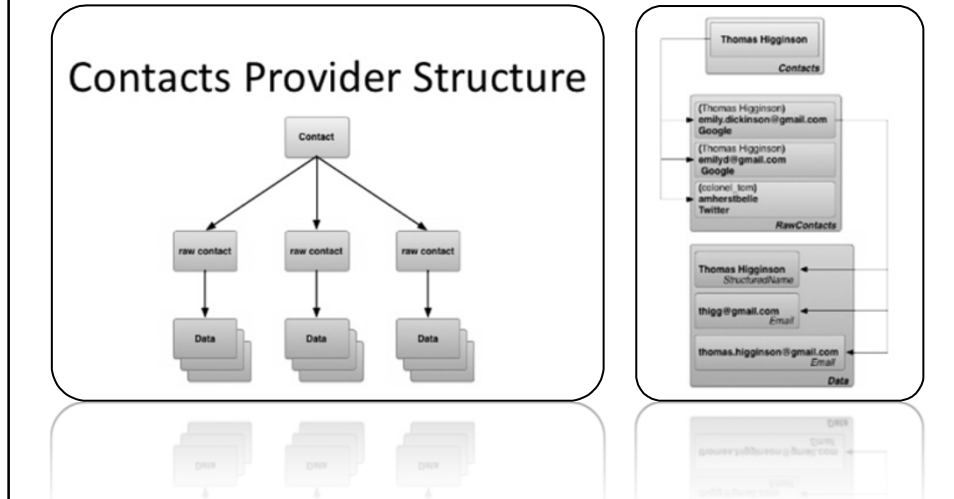 Contacts Provider Structure
Contact
raw contact
raw contact
raw contact
Data
Data
Data
Thomas Higginson
Contacts
(Thomas Higginson)
emily.dickinson@gmail.com
Google
(Thomas Higginson)
emilyd@gmail.com
Google
(colonel_tom)
amherstbelle
Twitter
RawContacts
Thomas Higginson
StructuredName
thigg@gmail.com
Email
thomas.higginson@gmail.com
Email
Data